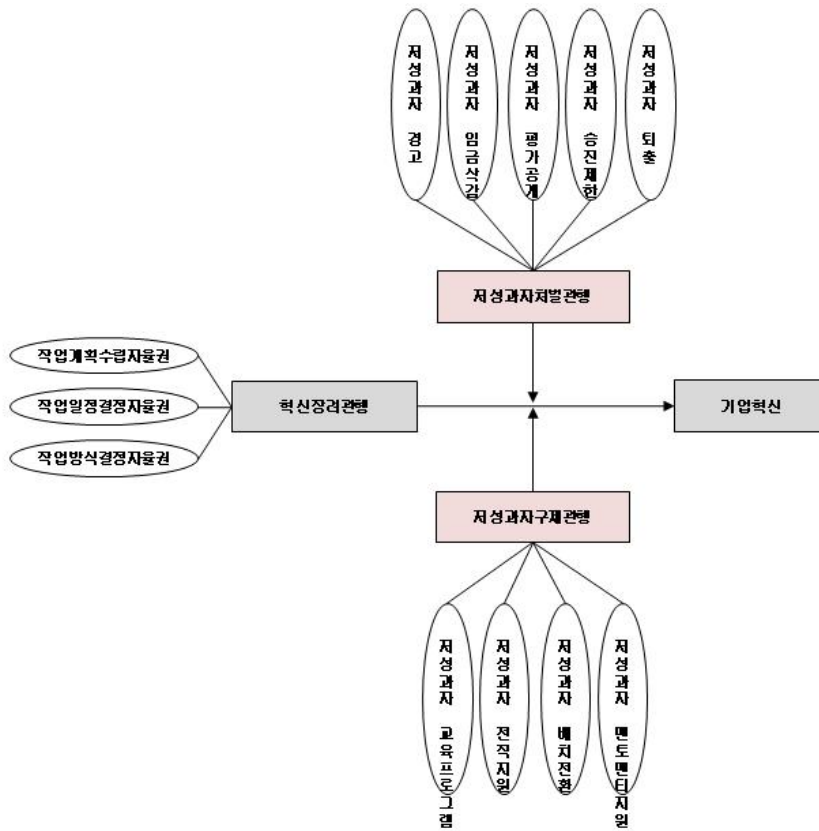 저성과자 경고
저성과자 임금삭감
저성과자 평가공개
저성과자 승진제한
저성과자 퇴출
저성과자처벌관행
작업계획수립자율권
작업일정결정자율권
작업방식결정자율권
혁신장려관행
기업혁신
저성과자구제관행
저성과자 교육프로그램
저성과자 전직지원
저성과자 배치전환
저성과자 멘토멘티지원